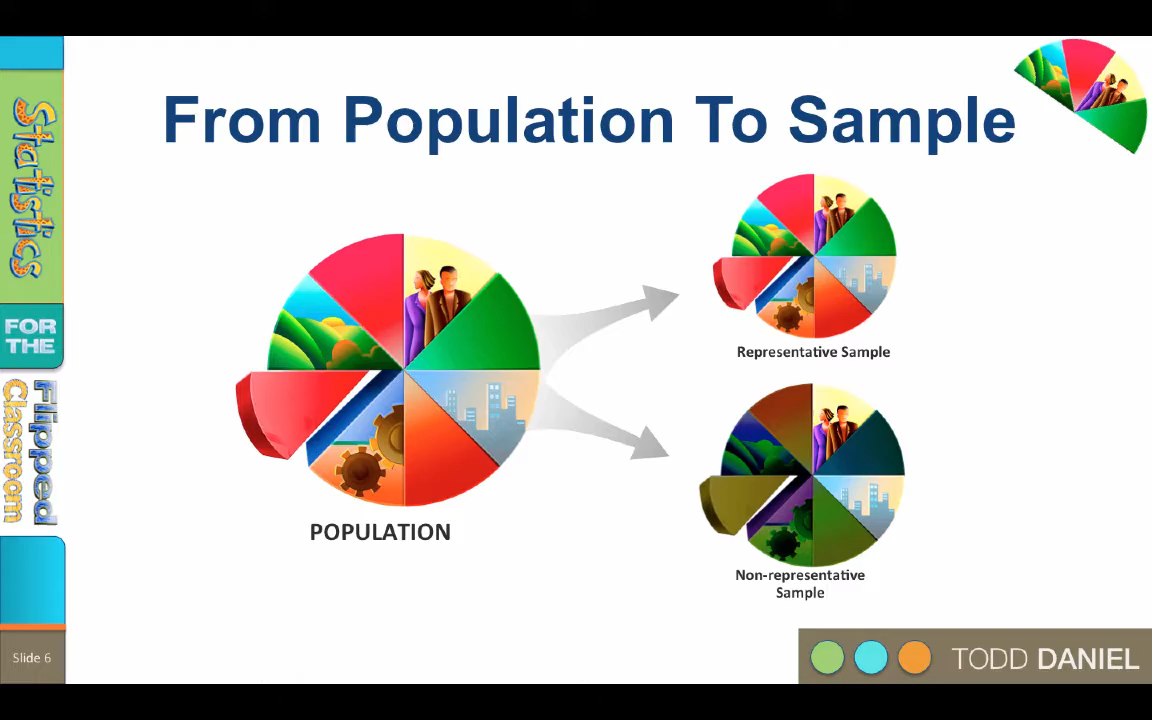 From Population To Sample
Statistics
FOR
THE
Flipped
Classroom
POPULATION
Representative Sample
Non-representative
Sample
Slide 6
TODD DANIEL